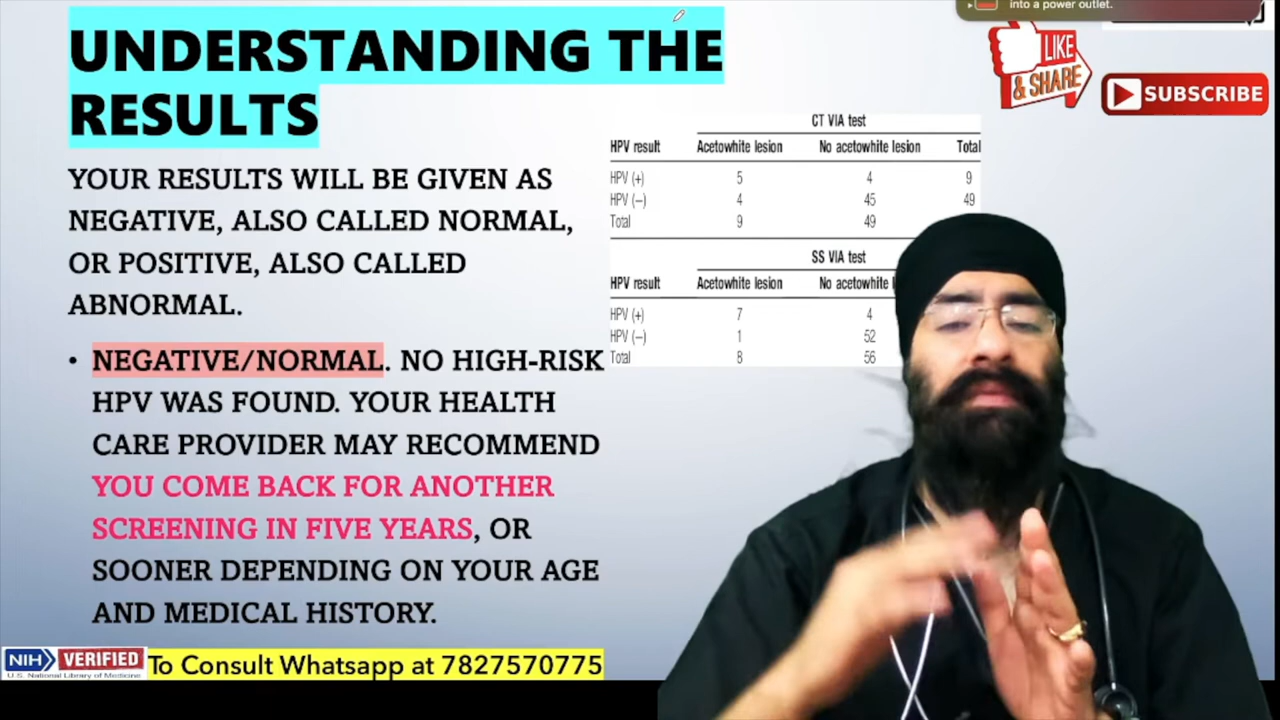 into a power outlet.
UNDERSTANDING THE
RESULTS
LIKE
& SHARE
SUBSCRIBE
YOUR RESULTS WILL BE GIVEN AS
NEGATIVE, ALSO CALLED NORMAL,
OR POSITIVE, ALSO CALLED
ABNORMAL.
• NEGATIVE/NORMAL. NO HIGH-RISK
HPV WAS FOUND. YOUR HEALTH
CARE PROVIDER MAY RECOMMEND
YOU COME BACK FOR ANOTHER
SCREENING IN FIVE YEARS, OR
SOONER DEPENDING ON YOUR AGE
AND MEDICAL HISTORY.
CT VIA test
HPV result Acetowhite lesion No acetowhite lesion Total
HPV (+) 5 4 9
HPV (−) 4 45 49
Total 9 49
SS VIA test
HPV result Acetowhite lesion No acetowhite
HPV (+) 7 4
HPV (−) 1 52
Total 8 56
NIH VERIFIED
U.S. National Library of Medicine
To Consult Whatsapp at 7827570775